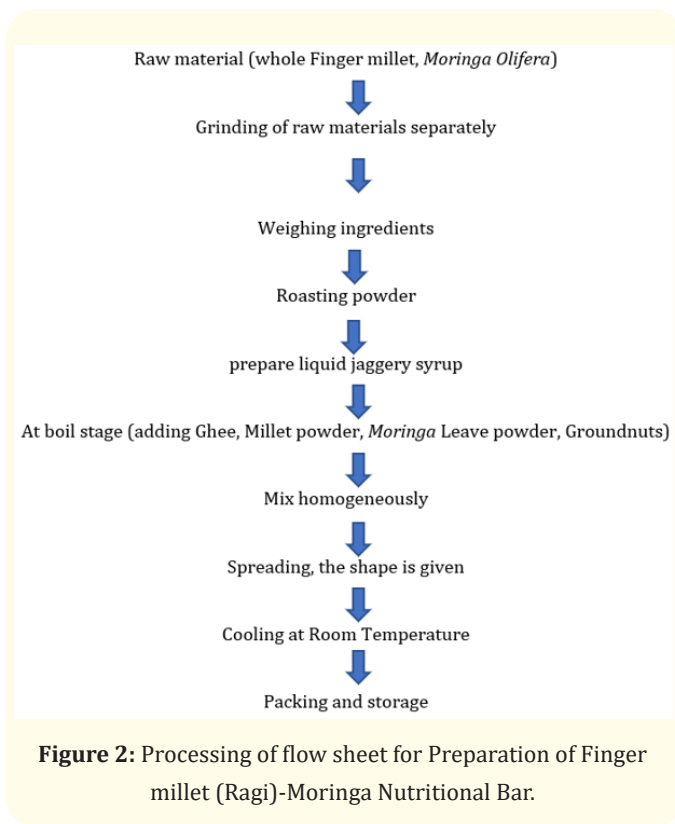 Raw material (whole Finger millet, Moringa Olifera)
Grinding of raw materials separately
Weighing ingredients
Roasting powder
prepare liquid jaggery syrup
At boil stage (adding Ghee, Millet powder, Moringa Leave powder, Groundnuts)
Mix homogeneously
Spreading, the shape is given
Cooling at Room Temperature
Packing and storage
Figure 2: Processing of flow sheet for Preparation of Finger
millet (Ragi)-Moringa Nutritional Bar.